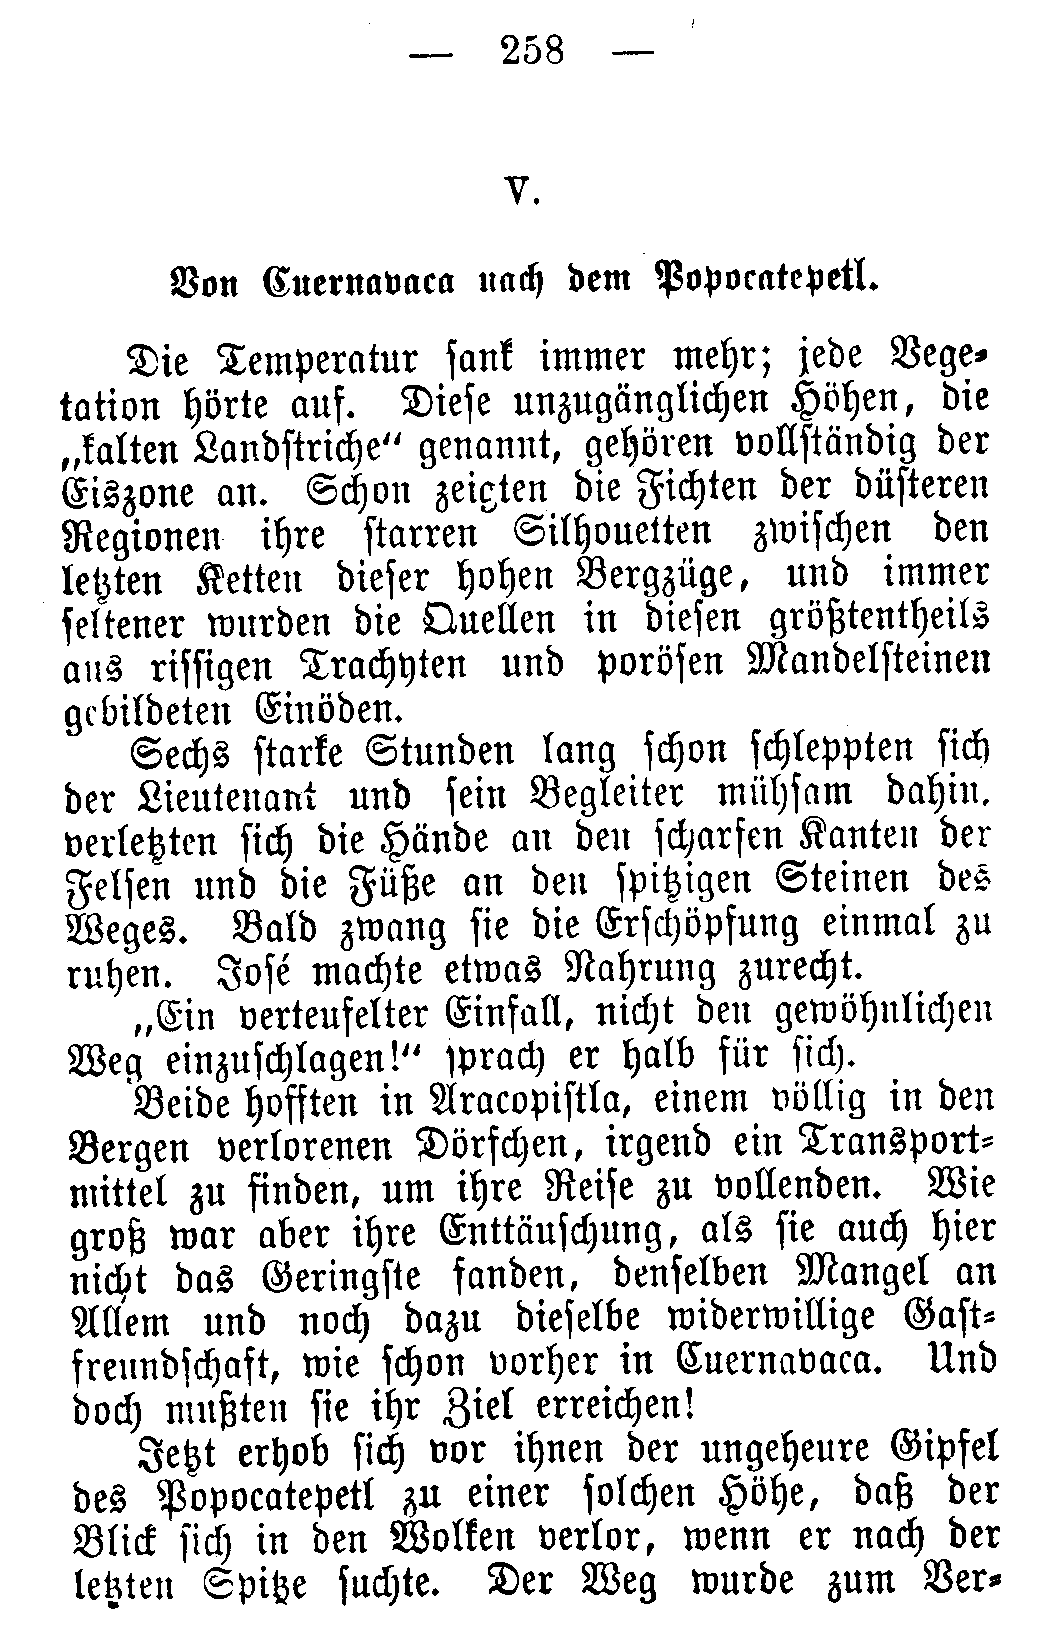 — 258 —
V.
Von Cuernavaca nach dem Popocatepetl.
Die Temperatur sank immer mehr; jede Vege-
tation hörte auf. Diese unzugänglichen Höhen, die
„kalten Landstriche“ genannt, gehören vollständig der
Eiszone an. Schon zeigten die Fichten der düsteren
Regionen ihre starren Silhouetten zwischen den
letzten Ketten dieser hohen Bergzüge, und immer
seltener wurden die Quellen in diesen größtentheils
aus rissigen Trachyten und porösen Mandelsteinen
gebildeten Einöden.
Sechs starke Stunden lang schon schleppten sich
der Lieutenant und sein Begleiter mühsam dahin.
verletzten sich die Hände an den scharfen Kanten der
Felsen und die Füße an den spitzigen Steinen des
Weges. Bald zwang sie die Erschöpfung einmal zu
ruhen. José machte etwas Nahrung zurecht.
„Ein verteufelter Einfall, nicht den gewöhnlichen
Weg einzuschlagen!“ sprach er halb für sich.
Beide hofften in Aracopistla, einem völlig in den
Bergen verlorenen Dörfchen, irgend ein Transport-
mittel zu finden, um ihre Reise zu vollenden. Wie
groß war aber ihre Enttäuschung, als sie auch hier
nicht das Geringste fanden, denselben Mangel an
Allem und noch dazu dieselbe widerwillige Gast-
freundschaft, wie schon vorher in Cuernavaca. Und
doch mußten sie ihr Ziel erreichen!
Jetzt erhob sich vor ihnen der ungeheure Gipfel
des Popocatepetl zu einer solchen Höhe, daß der
Blick sich in den Wolken verlor, wenn er nach der
letzten Spitze suchte. Der Weg wurde zum Ver-